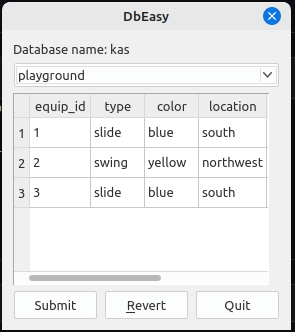 DbEasy
Database name: kas
playground
equip_id type color location
1 1 slide blue south
2 2 swing yellow northwest
3 3 slide blue south
Submit Revert Quit